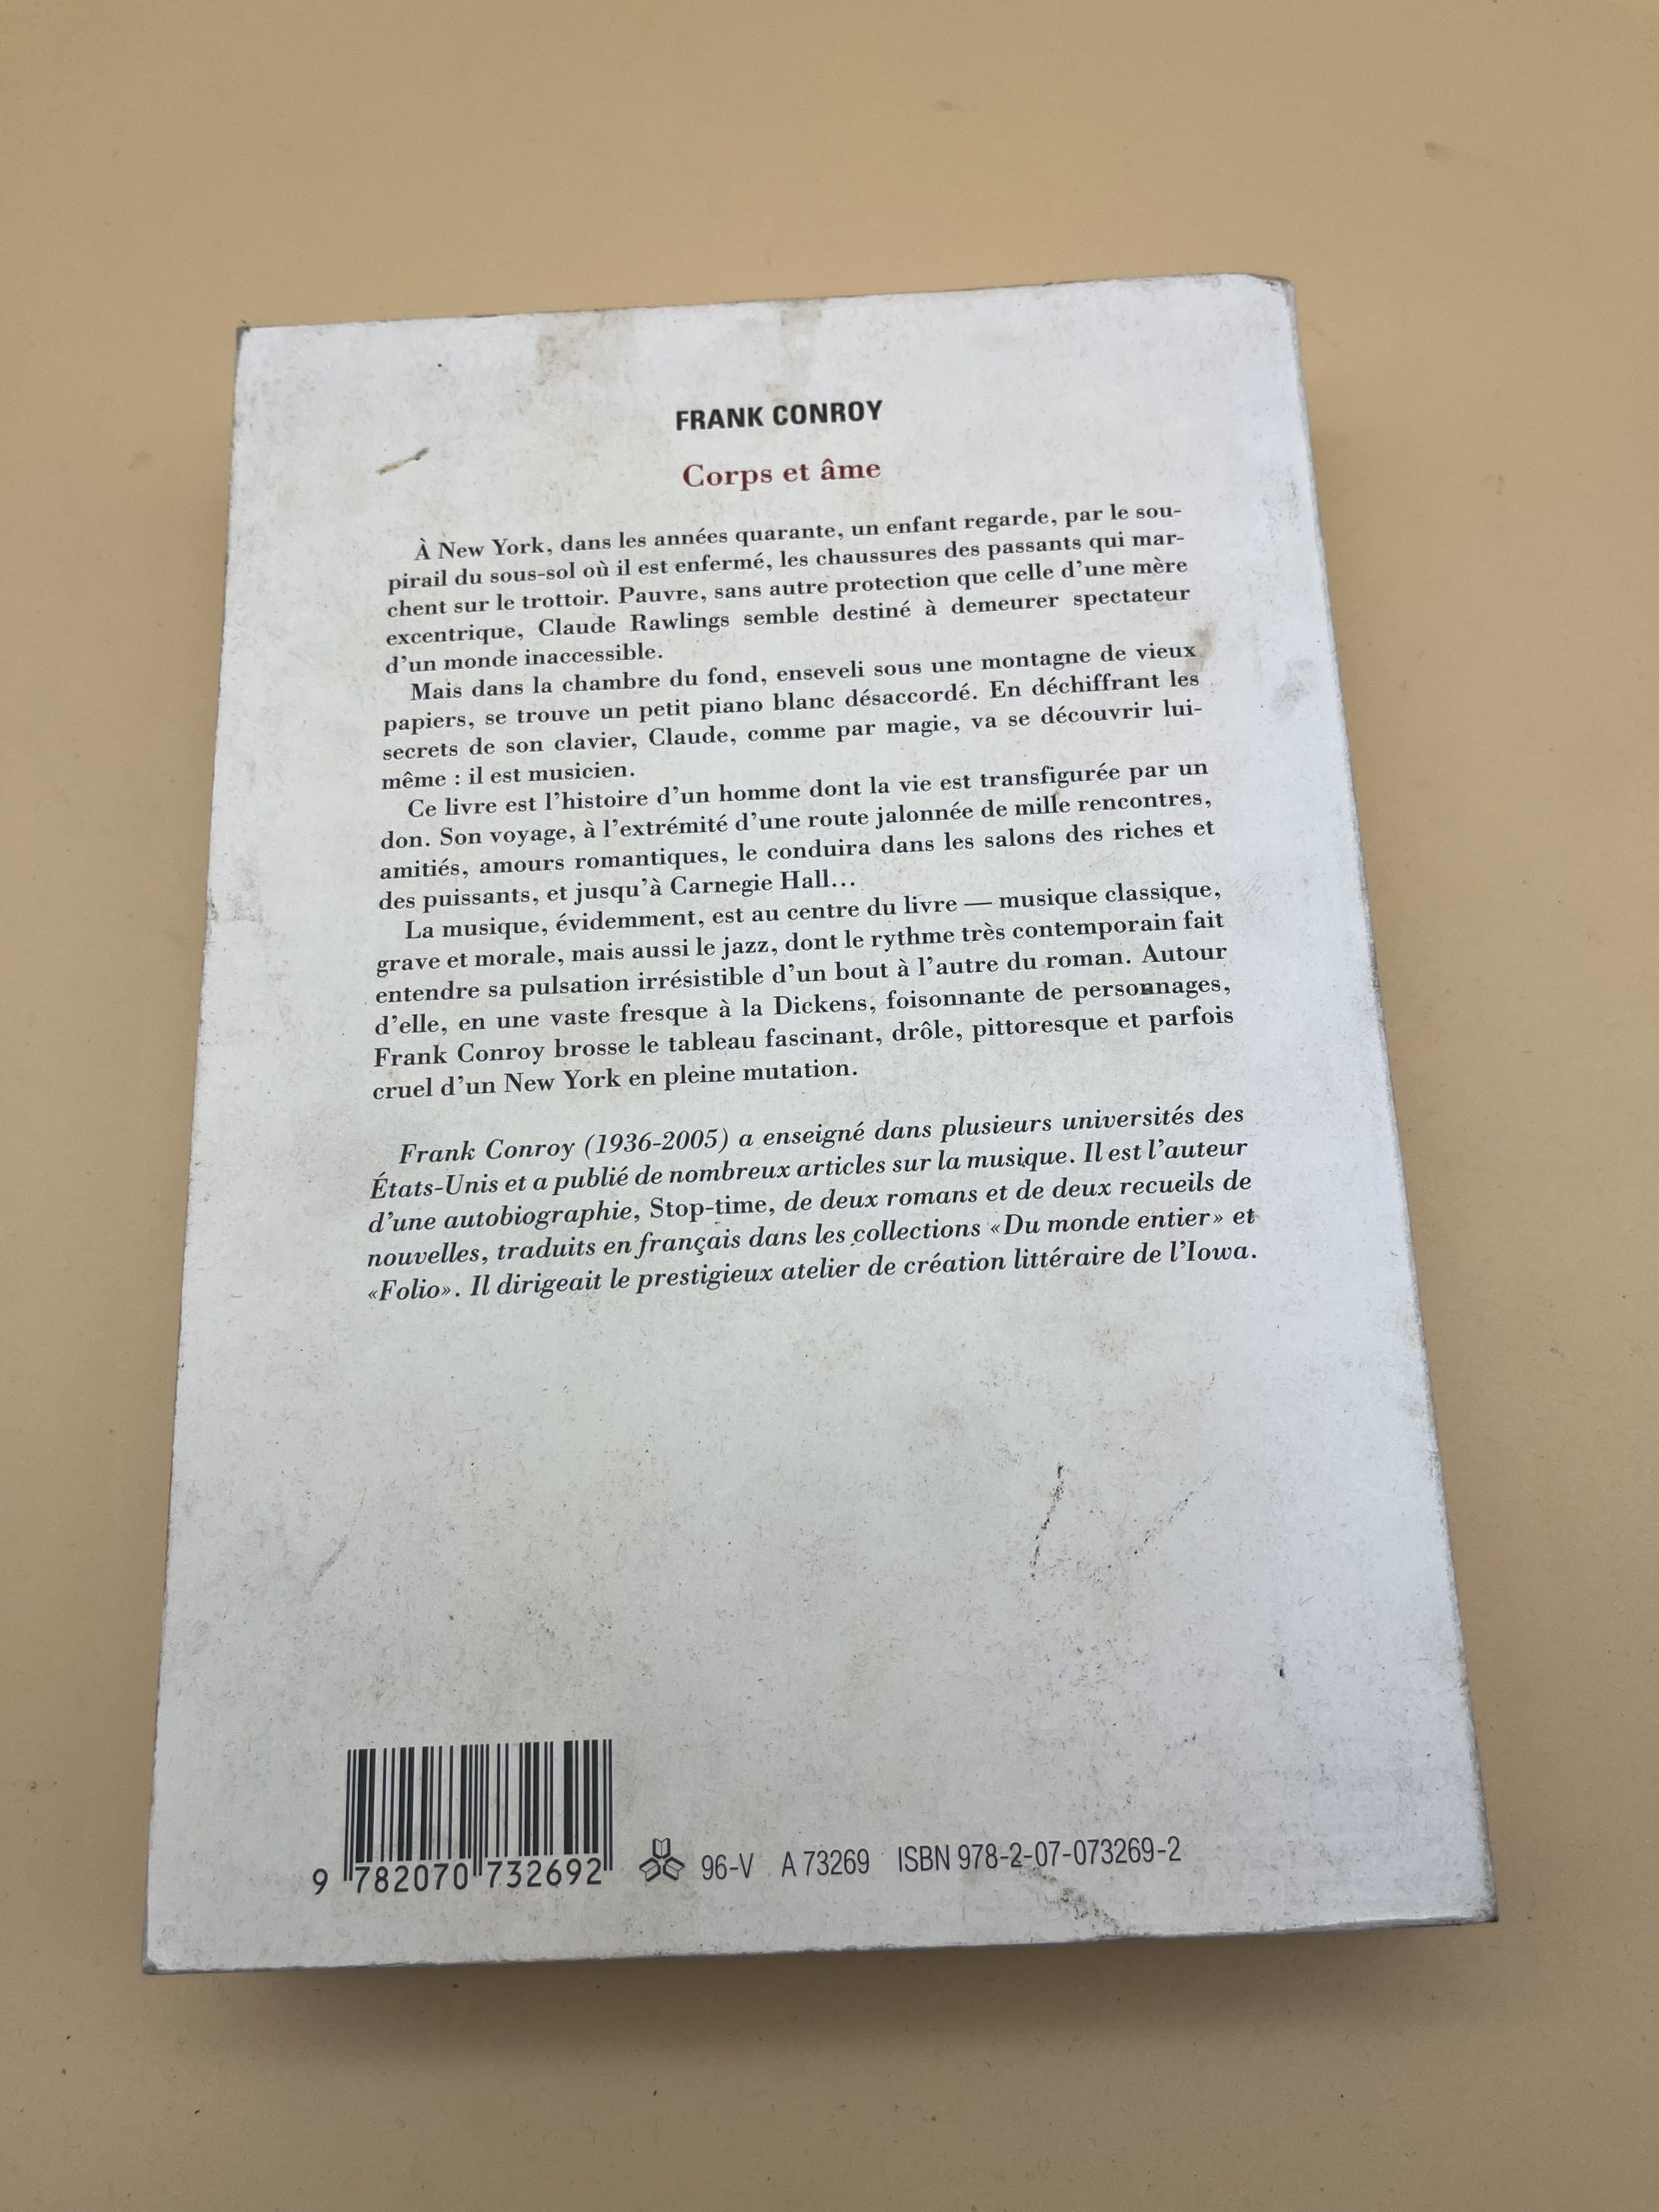 FRANK CONROY
Corps et âme
À New York, dans les années quarante, un enfant regarde, par le sou-
pirail du sous-sol où il est enfermé, les chaussures des passants qui mar-
chent sur le trottoir. Pauvre, sans autre protection que celle d'une mère
excentrique, Claude Rawlings semble destiné à demeurer spectateur
d'un monde inaccessible.
Mais dans la chambre du fond, enseveli sous une montagne de vieux
papiers, se trouve un petit piano blanc désaccordé. En déchiffrant les
secrets de son clavier, Claude, comme par magie, va se découvrir lui-
même : il est musicien.
Ce livre est l'histoire d'un homme dont la vie est transfigurée par un
don. Son voyage, à l'extrémité d'une route jalonnée de mille rencontres,
amitiés, amours romantiques, le conduira dans les salons des riches et
des puissants, et jusqu'à Carnegie Hall...
La musique, évidemment, est au centre du livre — musique classique,
grave et morale, mais aussi le jazz, dont le rythme très contemporain fait
entendre sa pulsation irrésistible d'un bout à l'autre du roman. Autour
d'elle, en une vaste fresque à la Dickens, foisonnante de personnages,
Frank Conroy brosse le tableau fascinant, drôle, pittoresque et parfois
cruel d'un New York en pleine mutation.
Frank Conroy (1936-2005) a enseigné dans plusieurs universités des
États-Unis et a publié de nombreux articles sur la musique. Il est l'auteur
d'une autobiographie, Stop-time, de deux romans et de deux recueils de
nouvelles, traduits en français dans les collections «Du monde entier» et
«Folio». Il dirigeait le prestigieux atelier de création littéraire de l'Iowa.
9 782070 732692 96-V A 73269 ISBN 978-2-07-073269-2